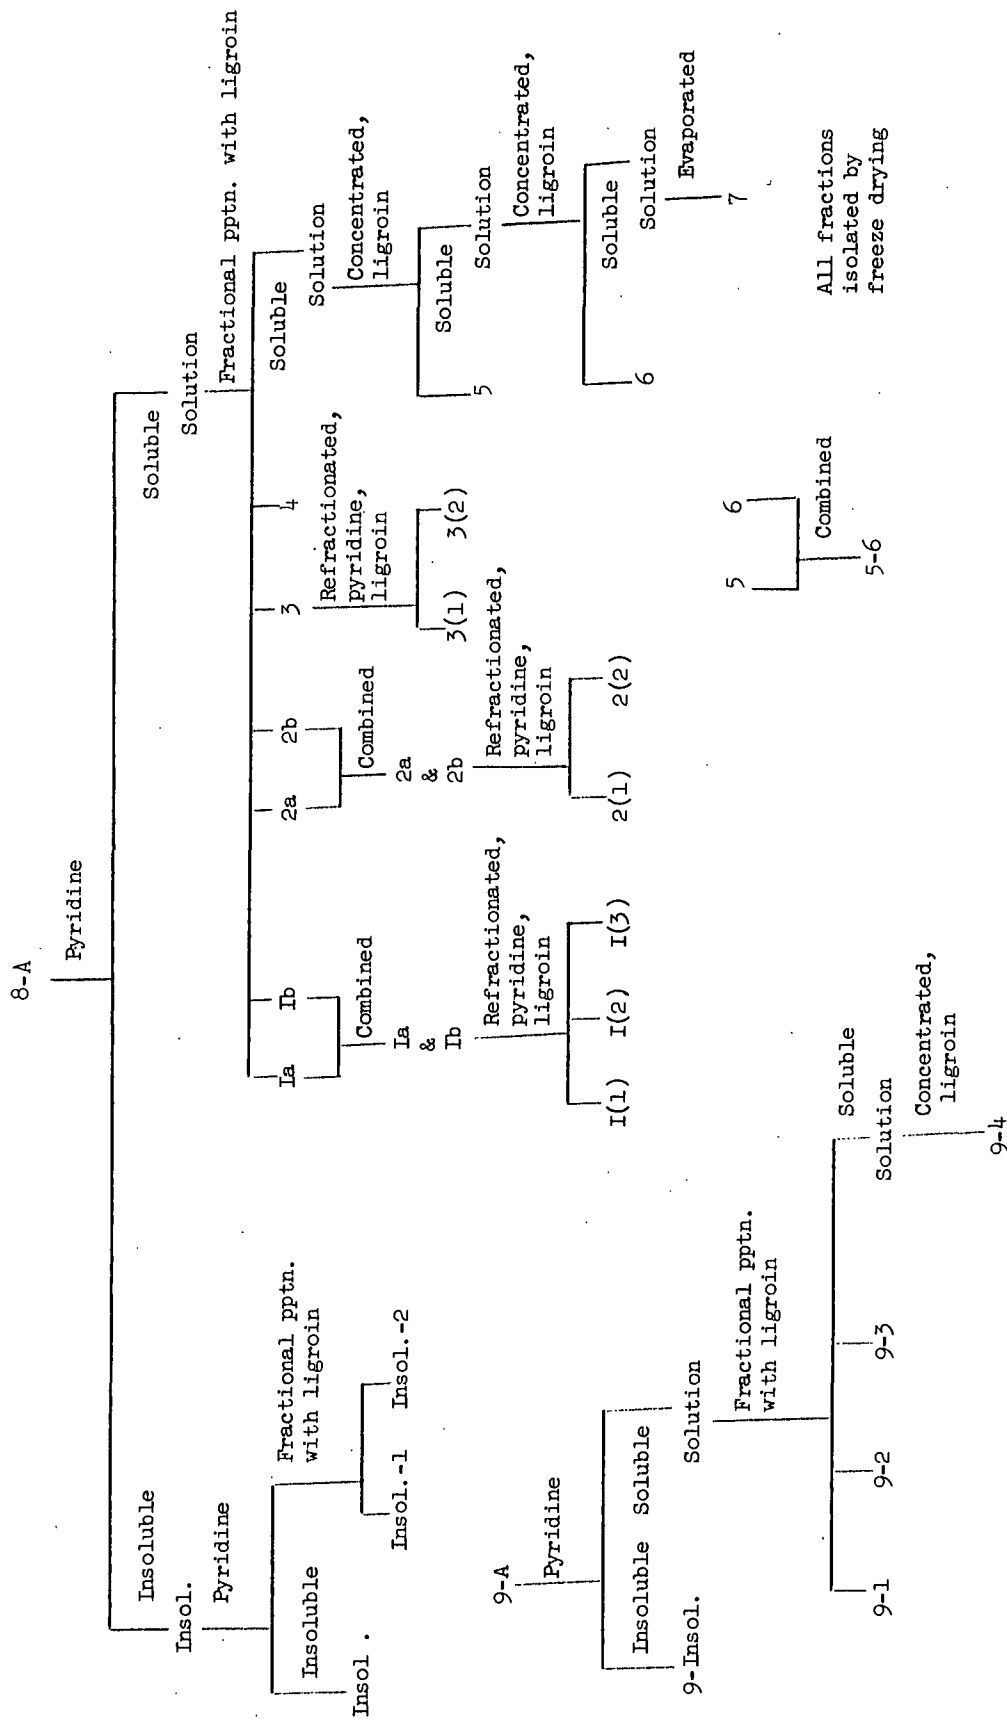 8-A
Pyridine
Insoluble
Soluble
Insol.
Solution
Pyridine
Fractional pptn. with ligroin
Insoluble
Fractional pptn.
with ligroin
Insol .
Insol.-1
Insol.-2
Ia
Ib
2a
2b
3
4
Soluble
Solution
Combined
Ia
&
Ib
Combined
2a
&
2b
Refractionated,
pyridine,
ligroin
Concentrated,
ligroin
Refractionated,
pyridine,
ligroin
Refractionated,
pyridine,
ligroin
3(1)
3(2)
5
Soluble
Solution
I(1)
I(2)
I(3)
2(1)
2(2)
Concentrated,
ligroin
6
Soluble
Solution
Evaporated
7
9-A
Pyridine
Insoluble
Soluble
9-Insol.
Solution
Fractional pptn.
with ligroin
9-1
9-2
9-3
Soluble
Solution
Concentrated,
ligroin
9-4
5
6
Combined
5-6
All fractions
isolated by
freeze drying